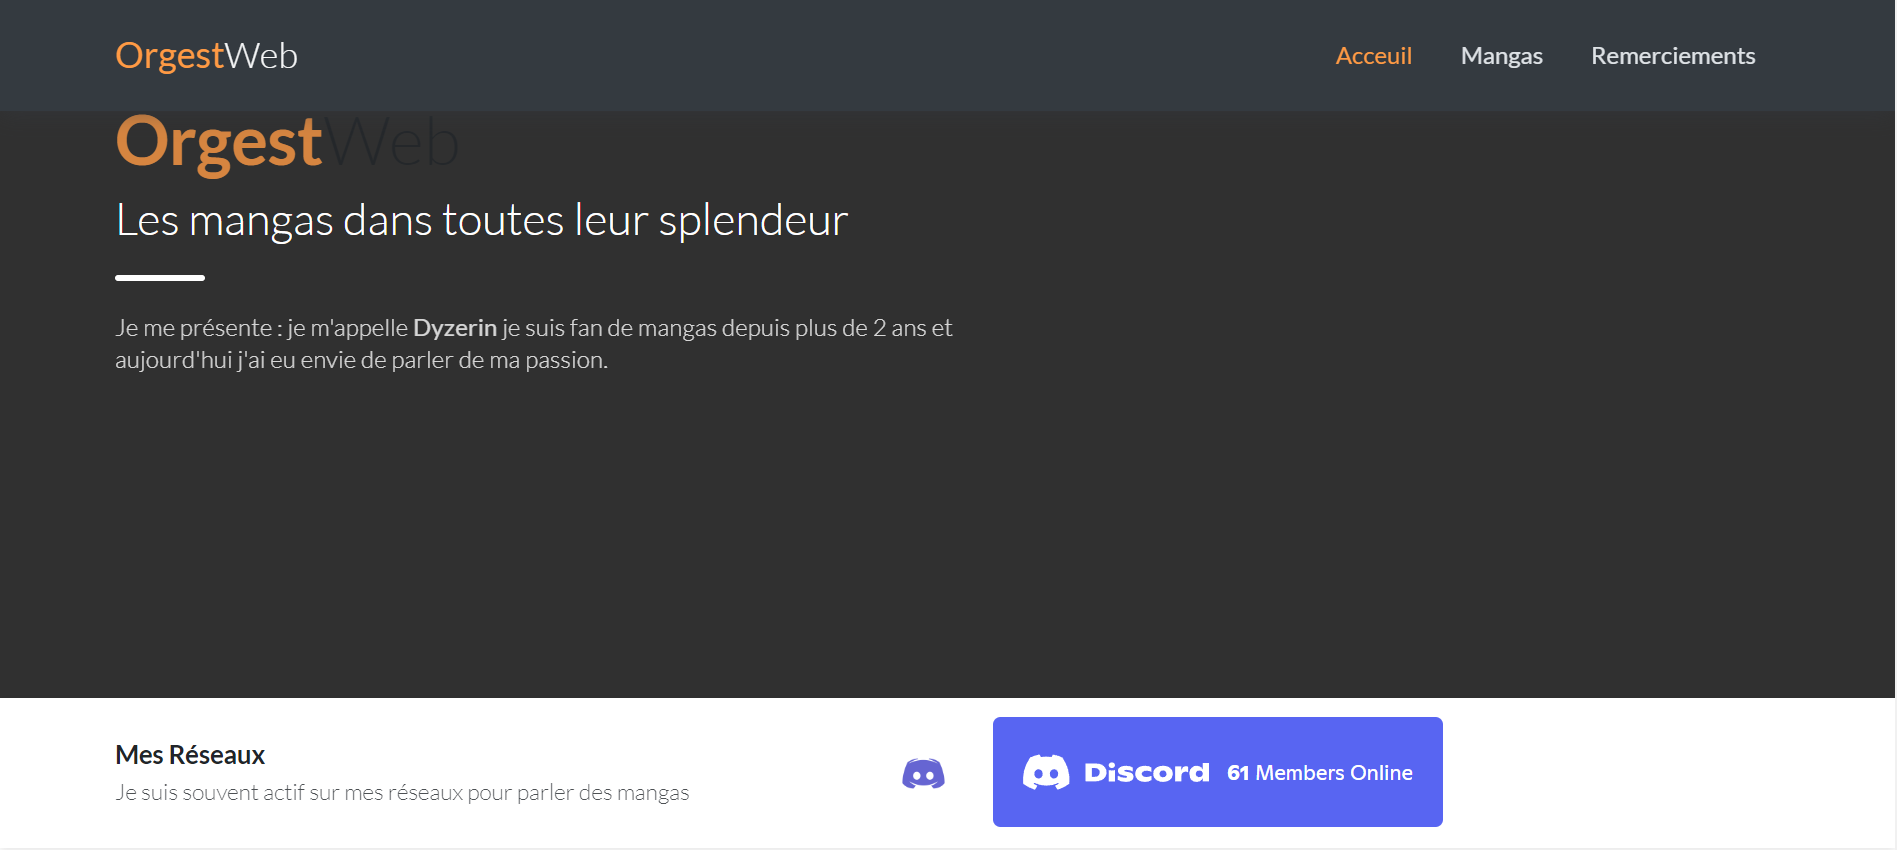 OrgestWeb
Acceuil Mangas Remerciements
OrgestWeb
Les mangas dans toutes leur splendeur
Je me présente : je m'appelle Dyzerin je suis fan de mangas depuis plus de 2 ans et
aujourd'hui j'ai eu envie de parler de ma passion.
Mes Réseaux
Je suis souvent actif sur mes réseaux pour parler des mangas
Discord 61 Members Online